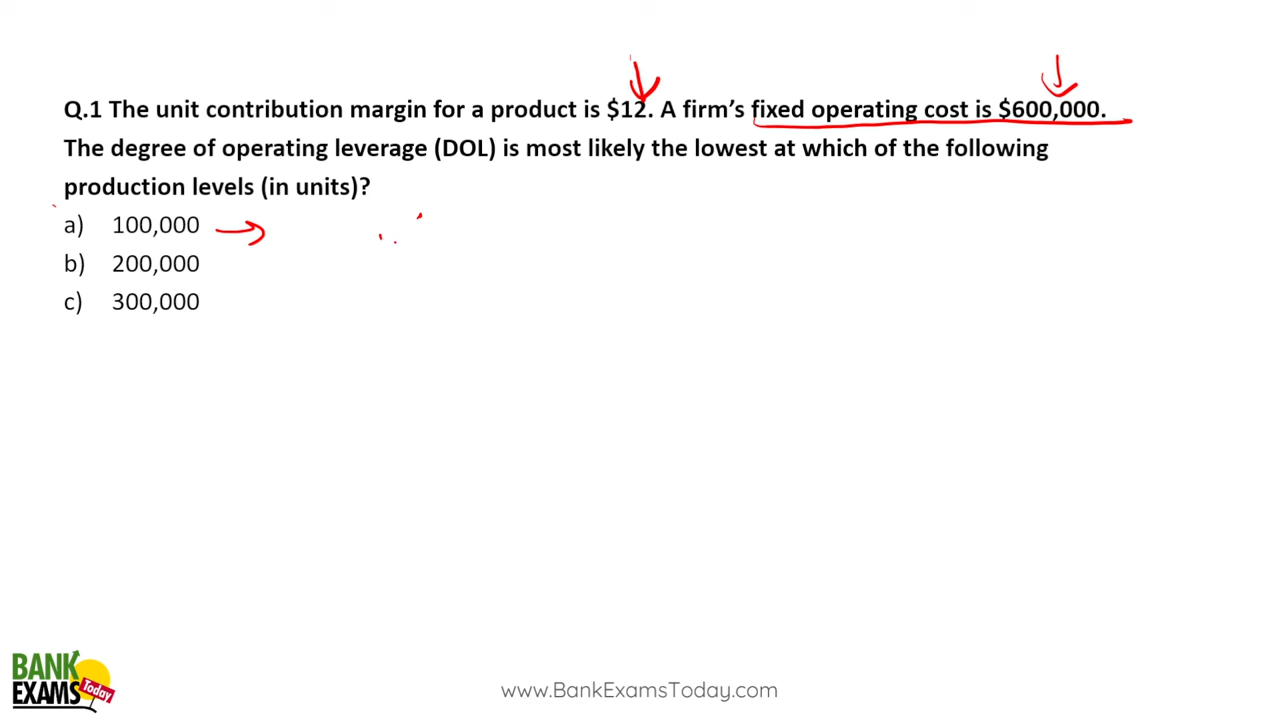 Q.1 The unit contribution margin for a product is $12. A firm's fixed operating cost is $600,000.
The degree of operating leverage (DOL) is most likely the lowest at which of the following
production levels (in units)?
a) 100,000
b) 200,000
c) 300,000
BANK
EXAMS
Today
www.BankExamsToday.com